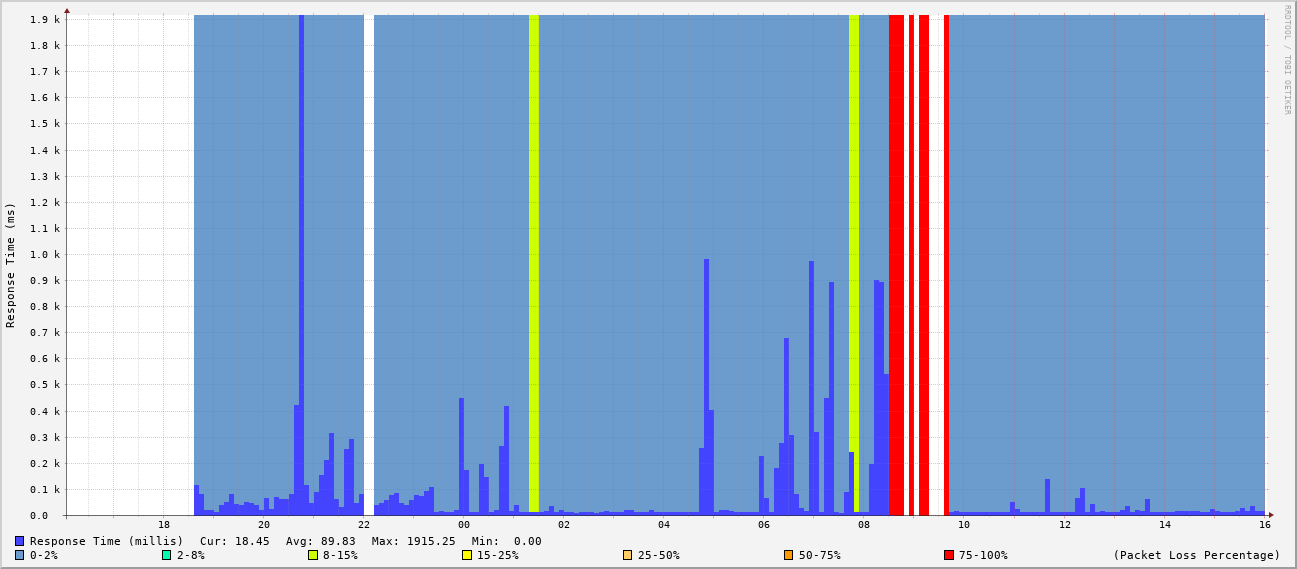 RRDTOOL / TOBI OETIKER
Response Time (ms)
1.9 k
1.8 k
1.7 k
1.6 k
1.5 k
1.4 k
1.3 k
1.2 k
1.1 k
1.0 k
0.9 k
0.8 k
0.7 k
0.6 k
0.5 k
0.4 k
0.3 k
0.2 k
0.1 k
0.0
18 20 22 00 02 04 06 08 10 12 14 16
Response Time (millis) Cur: 18.45 Avg: 89.83 Max: 1915.25 Min: 0.00
0-2% 2-8% 8-15% 15-25% 25-50% 50-75% 75-100% (Packet Loss Percentage)